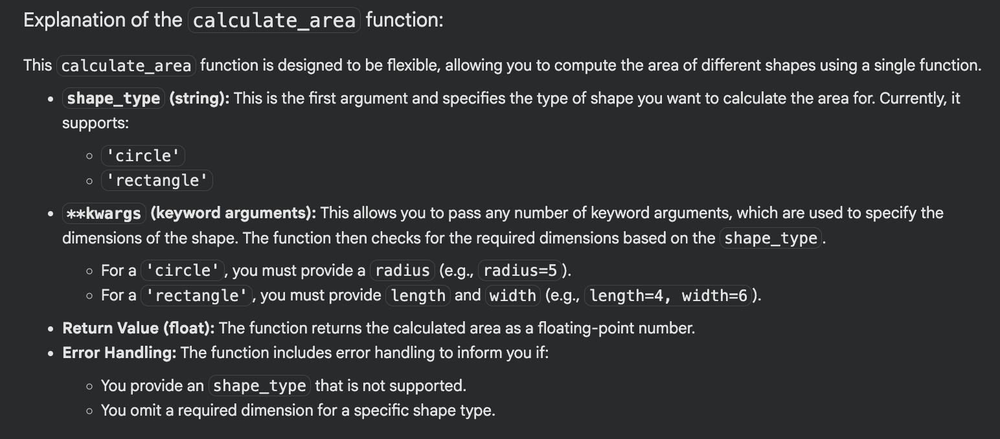 Explanation of the calculate_area function:
This calculate_area function is designed to be flexible, allowing you to compute the area of different shapes using a single function.
• shape_type (string): This is the first argument and specifies the type of shape you want to calculate the area for. Currently, it
supports:
◦ 'circle'
◦ 'rectangle'
• **kwargs (keyword arguments): This allows you to pass any number of keyword arguments, which are used to specify the
dimensions of the shape. The function then checks for the required dimensions based on the shape_type.
◦ For a 'circle', you must provide a radius (e.g., radius=5).
◦ For a 'rectangle', you must provide length and width (e.g., length=4, width=6).
• Return Value (float): The function returns the calculated area as a floating-point number.
• Error Handling: The function includes error handling to inform you if:
◦ You provide an shape_type that is not supported.
◦ You omit a required dimension for a specific shape type.